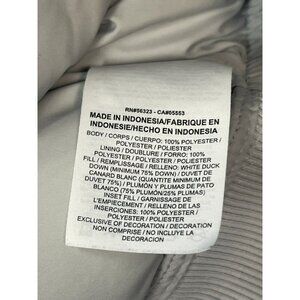 RN#56323 - CA#05553
MADE IN INDONESIA/FABRIQUE EN
INDONESIE/HECHO EN INDONESIA
BODY / CORPS / CUERPO: 100% POLYESTER /
POLYESTER / POLIESTER
LINING / DOUBLURE / FORRO: 100%
POLYESTER / POLYESTER / POLIESTER
FILL / REMPLISSAGE / RELLENO: WHITE DUCK
DOWN (MINIMUM 75% DOWN) / DUVET DE
CANARD BLANC (QUANTITE MINIMUM DE
DUVET 75%) / PLUMÓN Y PLUMAS DE PATO
BLANCO (75% PLUMÓN/25% PLUMAS)
INSET FILL / GARNISSAGE DE
L'EMPIECEMENT / RELLENO DE LAS
INSERCIONES: 100% POLYESTER /
POLYESTER / POLIESTER
EXCLUSIVE OF DECORATION / DECORATION
NON COMPRISE / NO INCLUYE LA
DECORACION